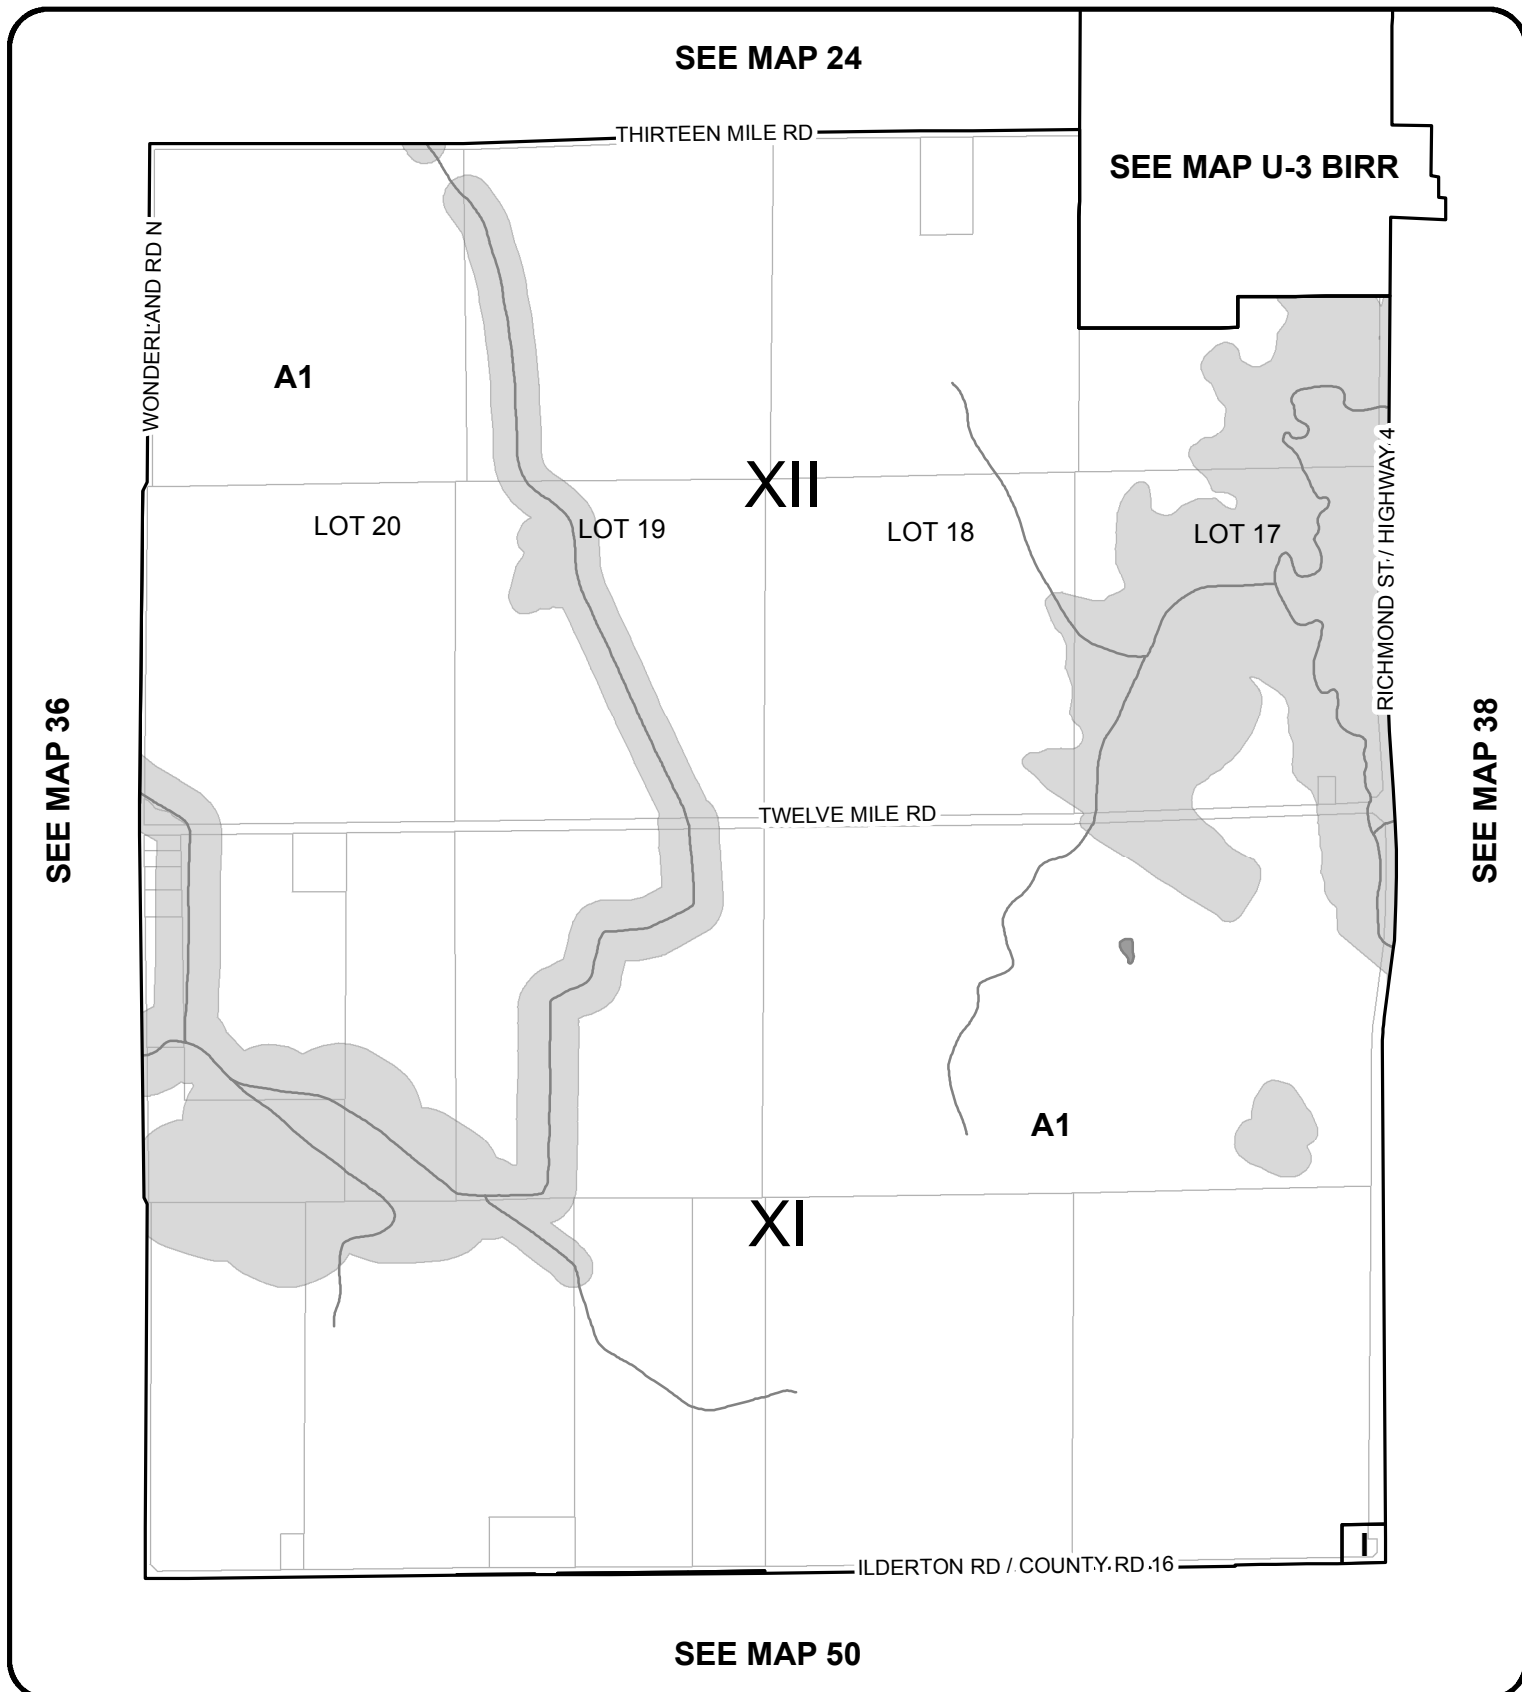 SEE MAP 24
THIRTEEN MILE RD
SEE MAP U-3 BIRR
WONDERLAND RD N
A1
XII
LOT 20
LOT 19
LOT 18
LOT 17
RICHMOND ST / HIGHWAY 4
SEE MAP 36
SEE MAP 38
TWELVE MILE RD
A1
XI
I
ILDERTON RD / COUNTY RD 16
SEE MAP 50